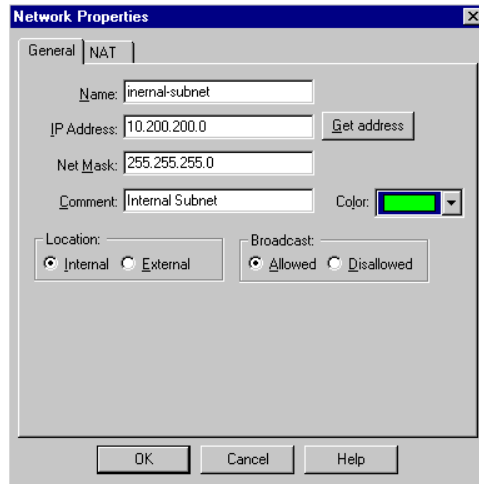 Network Properties
General NAT
Name: inernal-subnet
IP Address: 10.200.200.0 Get address
Net Mask: 255.255.255.0
Comment: Internal Subnet Color:
Location: Broadcast:
Internal External Allowed Disallowed
OK Cancel Help